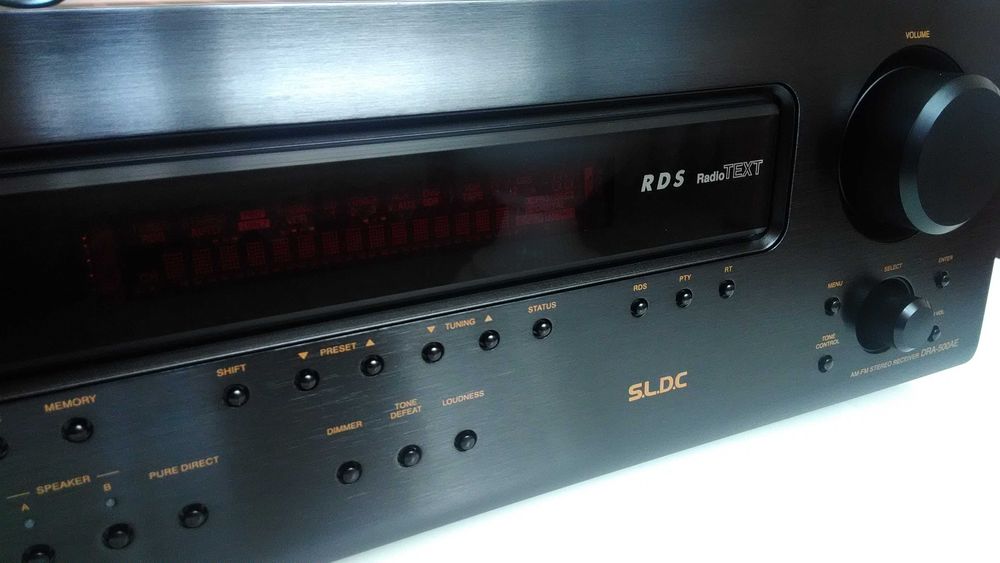 VOLUME
RDS RadioTEXT
SELECT
ENTER
MENU
RDS
PTY
RT
TONE
CONTROL
AM-FM STEREO RECEIVER DRA-500AE
▼ PRESET ▲
▼ TUNING ▲
STATUS
SHIFT
MEMORY
S.L.D.C
DIMMER
TONE
DEFEAT
LOUDNESS
SPEAKER
A
B
PURE DIRECT